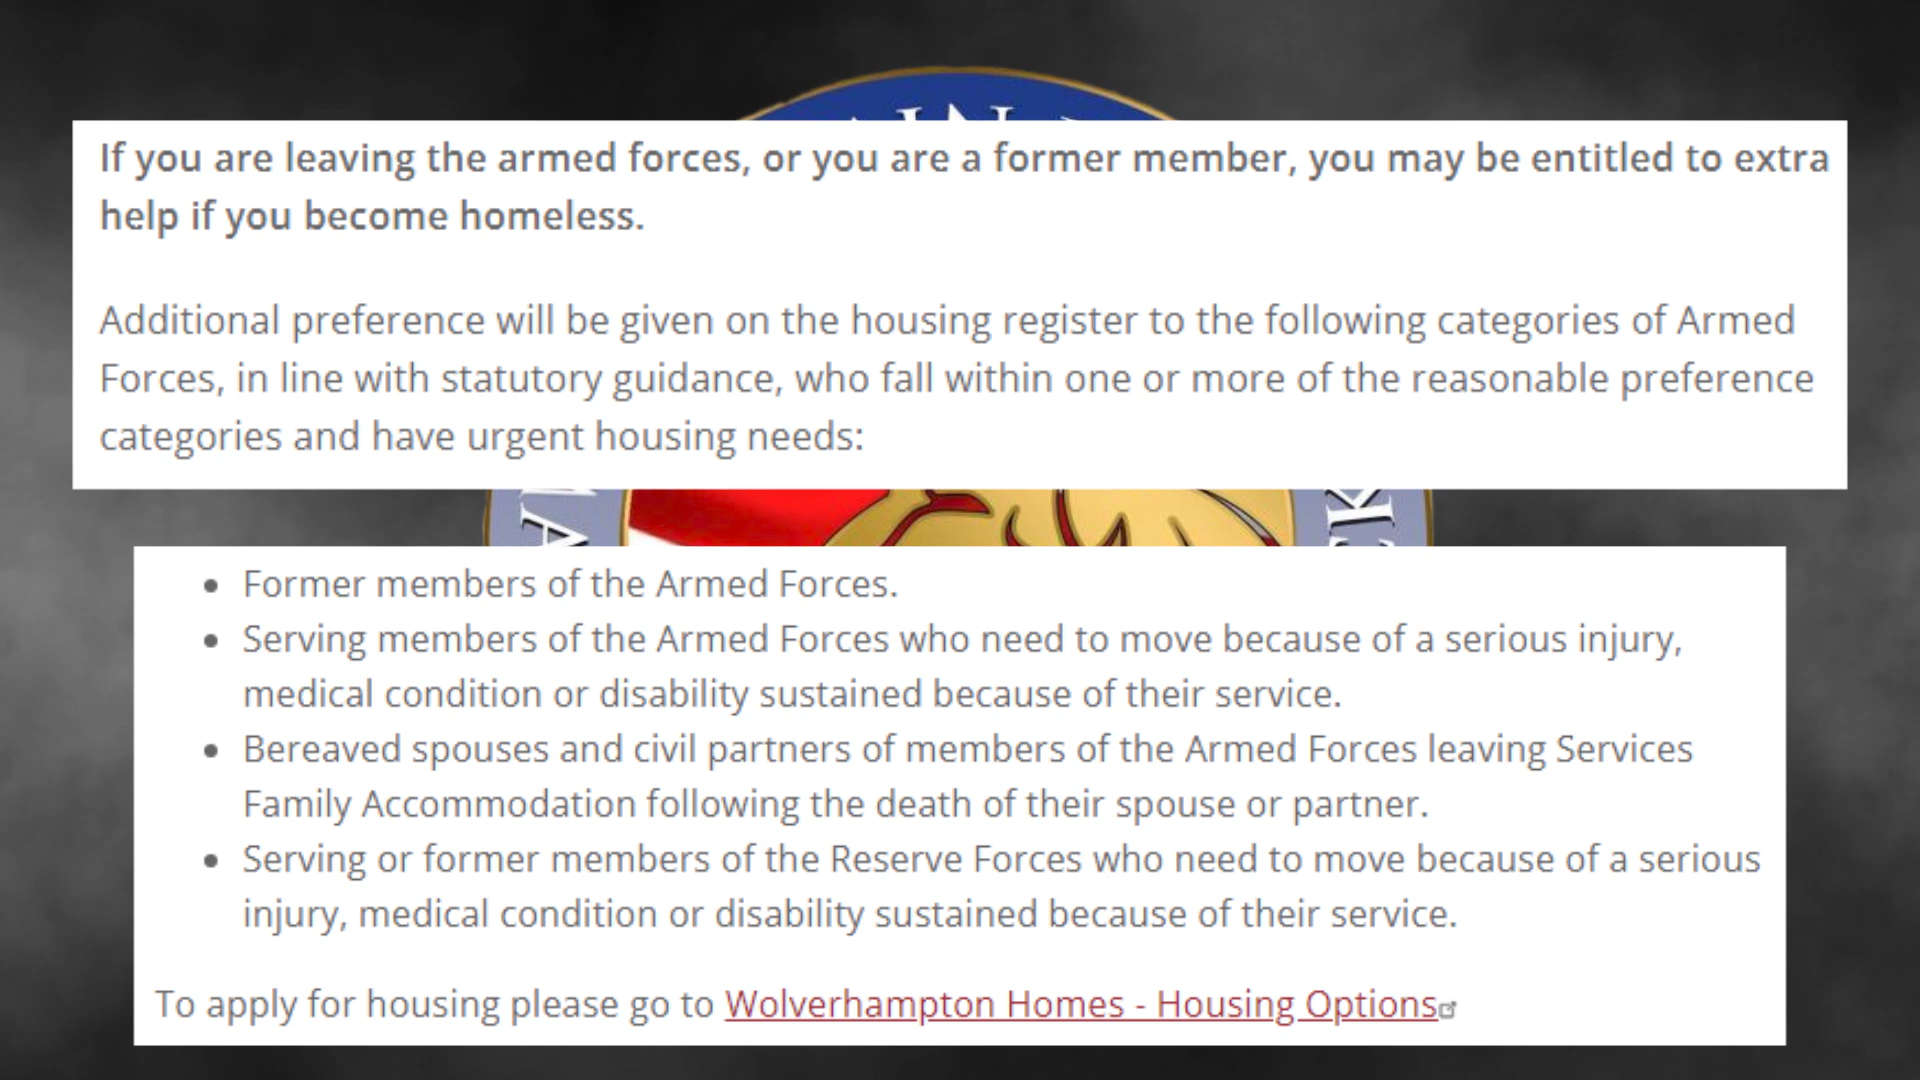 If you are leaving the armed forces, or you are a former member, you may be entitled to extra
help if you become homeless.
Additional preference will be given on the housing register to the following categories of Armed
Forces, in line with statutory guidance, who fall within one or more of the reasonable preference
categories and have urgent housing needs:
• Former members of the Armed Forces.
• Serving members of the Armed Forces who need to move because of a serious injury,
medical condition or disability sustained because of their service.
• Bereaved spouses and civil partners of members of the Armed Forces leaving Services
Family Accommodation following the death of their spouse or partner.
• Serving or former members of the Reserve Forces who need to move because of a serious
injury, medical condition or disability sustained because of their service.
To apply for housing please go to Wolverhampton Homes - Housing Options